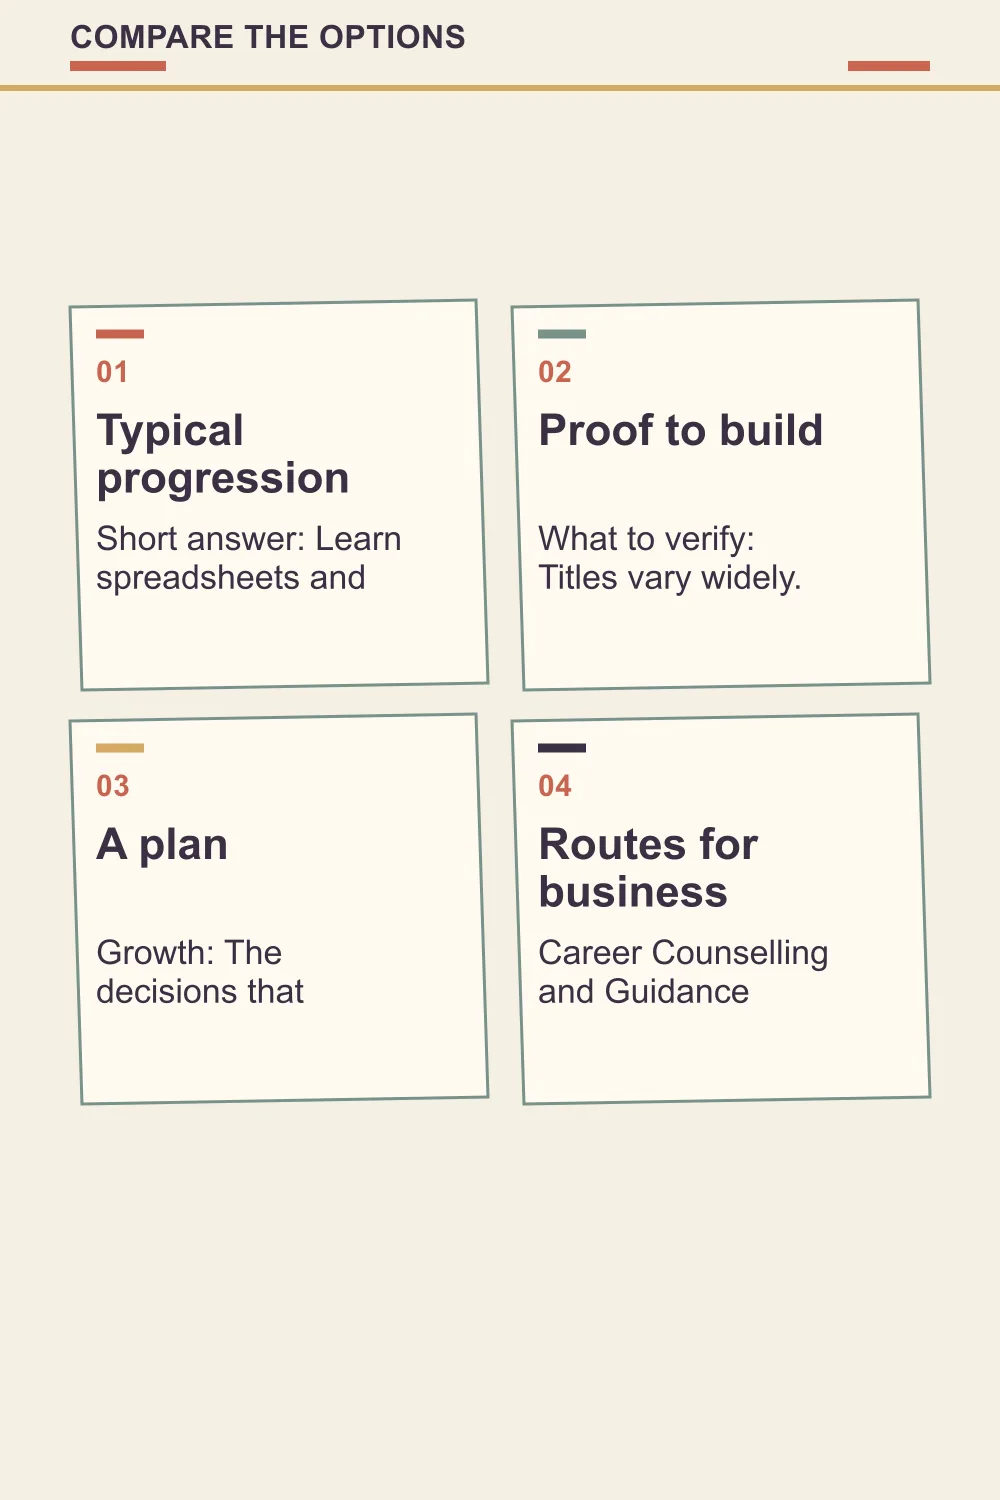 COMPARE THE OPTIONS
01
Typical
progression
Short answer: Learn
spreadsheets and
02
Proof to build
What to verify:
Titles vary widely.
03
A plan
Growth: The
decisions that
04
Routes for
business
Career Counselling
and Guidance